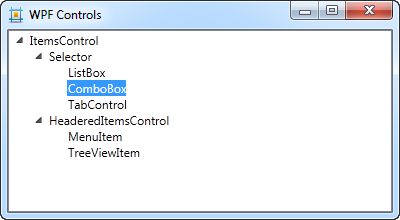 WPF Controls
ItemsControl
Selector
ListBox
ComboBox
TabControl
HeaderedItemsControl
MenuItem
TreeViewItem